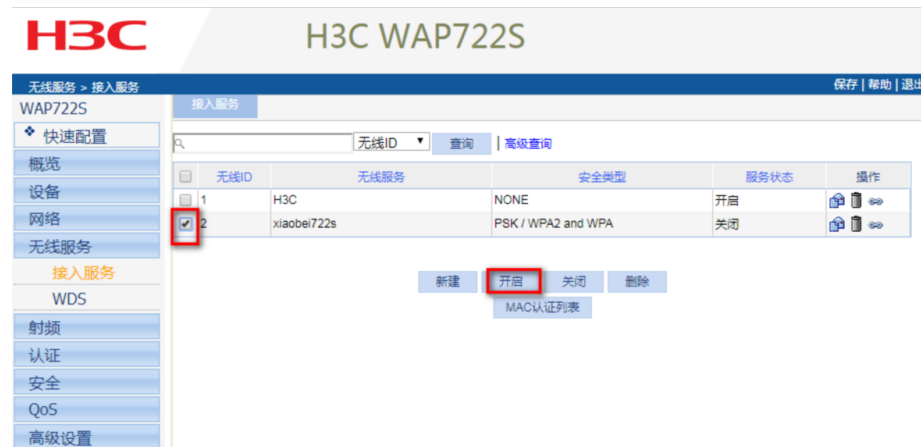 H3C
H3C WAP722S
无线服务 > 接入服务
保存 | 帮助 | 退出
WAP722S
接入服务
快速配置
无线ID
查询
高级查询
概览
设备
网络
无线服务
接入服务
WDS
射频
认证
安全
QoS
高级设置
无线ID 无线服务 安全类型 服务状态 操作
1 H3C NONE 开启
2 xiaobei722s PSK / WPA2 and WPA 关闭
新建 开启 关闭 删除
MAC认证列表